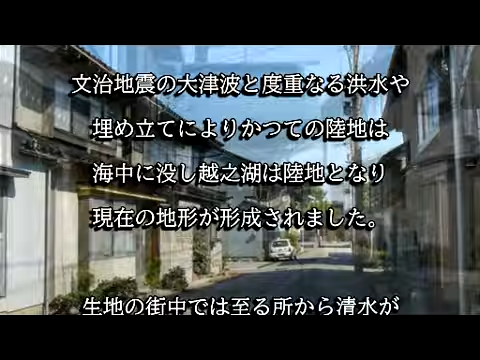 文治地震の大津波と度重なる洪水や
埋め立てによりかつての陸地は
海中に没し越之湖は陸地となり
現在の地形が形成されました。
生地の街中では至る所から清水が